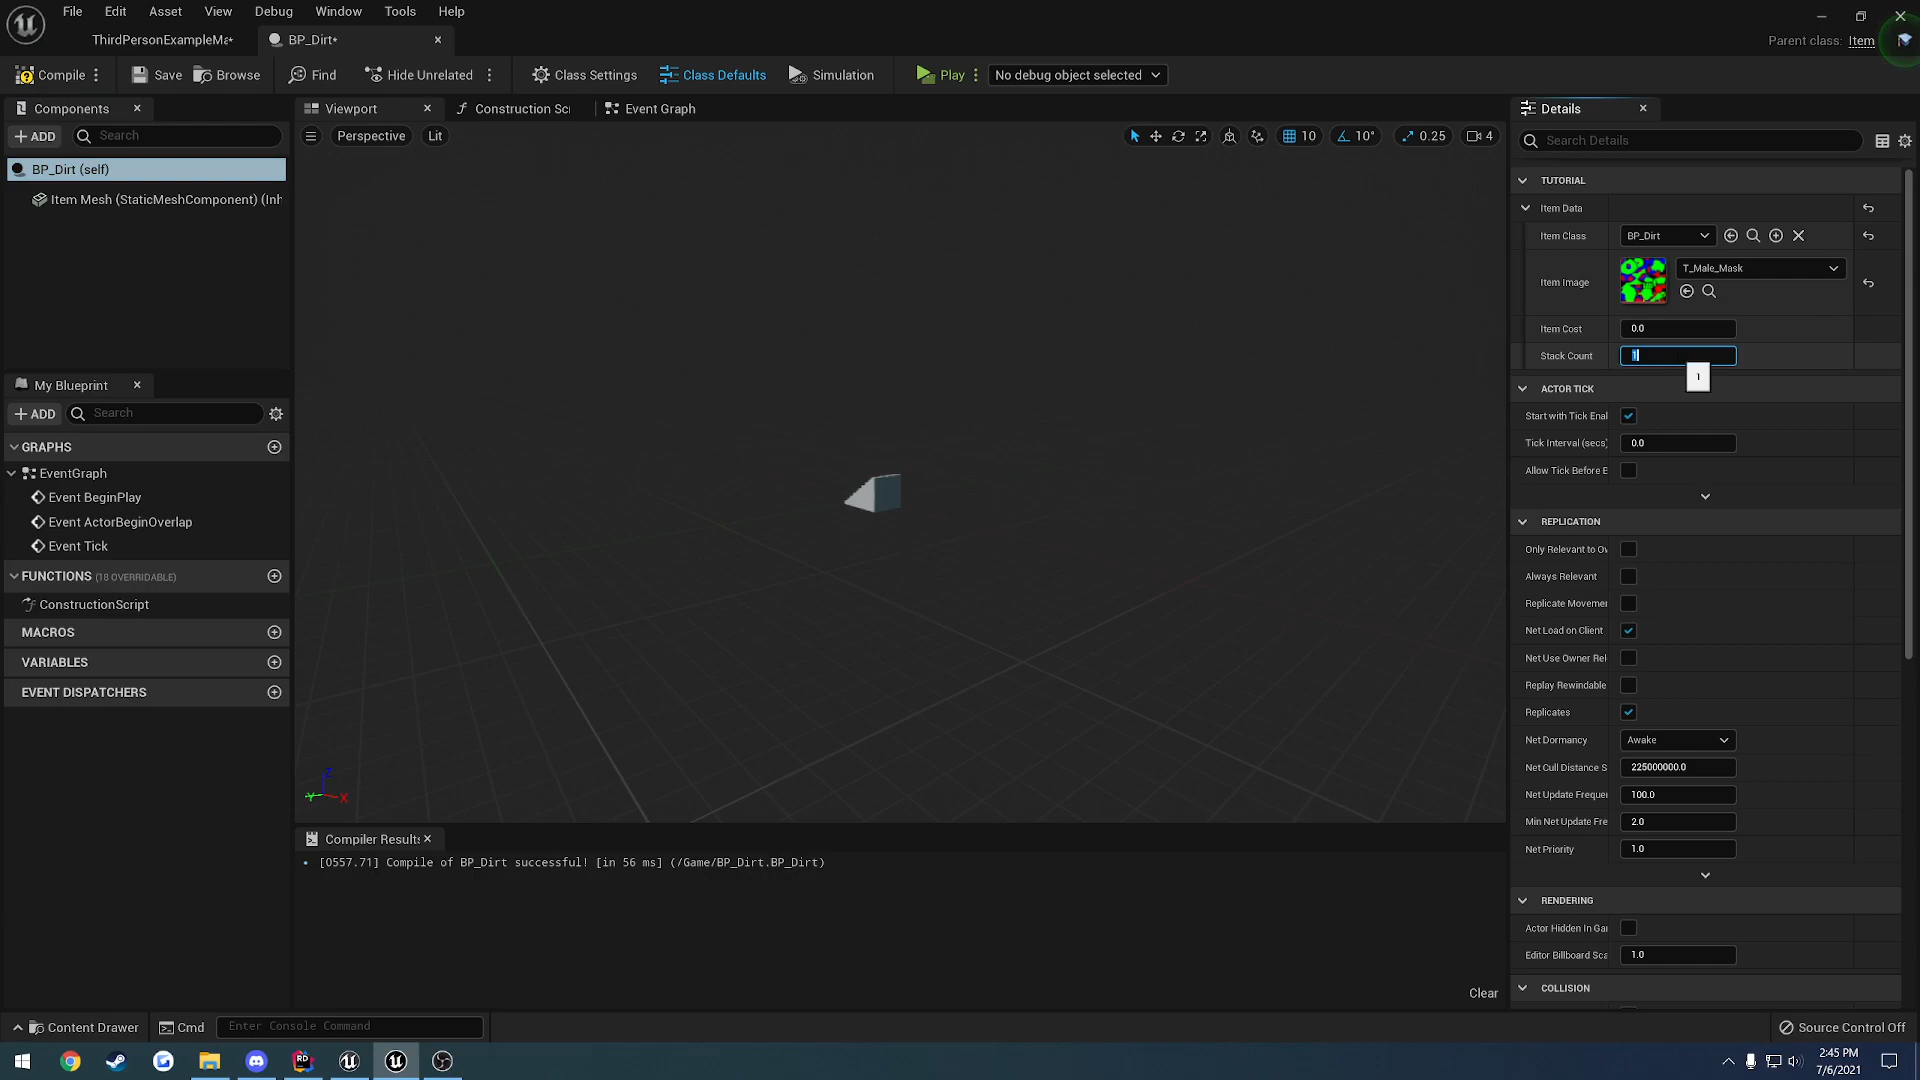 File Edit Asset View Debug Window Tools Help
ThirdPersonExampleMa*
BP_Dirt*
Parent class: Item
Compile
Save
Browse
Find
Hide Unrelated
Class Settings
Class Defaults
Simulation
Play
No debug object selected
Components
ADD
Search
BP_Dirt (self)
Item Mesh (StaticMeshComponent) (Inh
My Blueprint
ADD
Search
GRAPHS
EventGraph
Event BeginPlay
Event ActorBeginOverlap
Event Tick
FUNCTIONS (18 OVERRIDABLE)
ConstructionScript
MACROS
VARIABLES
EVENT DISPATCHERS
Viewport
Construction Sc
Event Graph
Perspective
Lit
10
10°
0.25
4
Z
Y
X
Compiler Results
[0557.71] Compile of BP_Dirt successful! [in 56 ms] (/Game/BP_Dirt.BP_Dirt)
Clear
Details
Search Details
TUTORIAL
Item Data
Item Class BP_Dirt
Item Image T_Male_Mask
Item Cost 0.0
Stack Count 1
1
ACTOR TICK
Start with Tick Enal
Tick Interval (secs) 0.0
Allow Tick Before B
REPLICATION
Only Relevant to Ow
Always Relevant
Replicate Movemen
Net Load on Client
Net Use Owner Rel
Replay Rewindable
Replicates
Net Dormancy Awake
Net Cull Distance S 225000000.0
Net Update Frequen 100.0
Min Net Update Fre 2.0
Net Priority 1.0
RENDERING
Actor Hidden In Gar
Editor Billboard Sca 1.0
COLLISION
Content Drawer
Cmd
Enter Console Command
Source Control Off
2:45 PM
7/6/2021